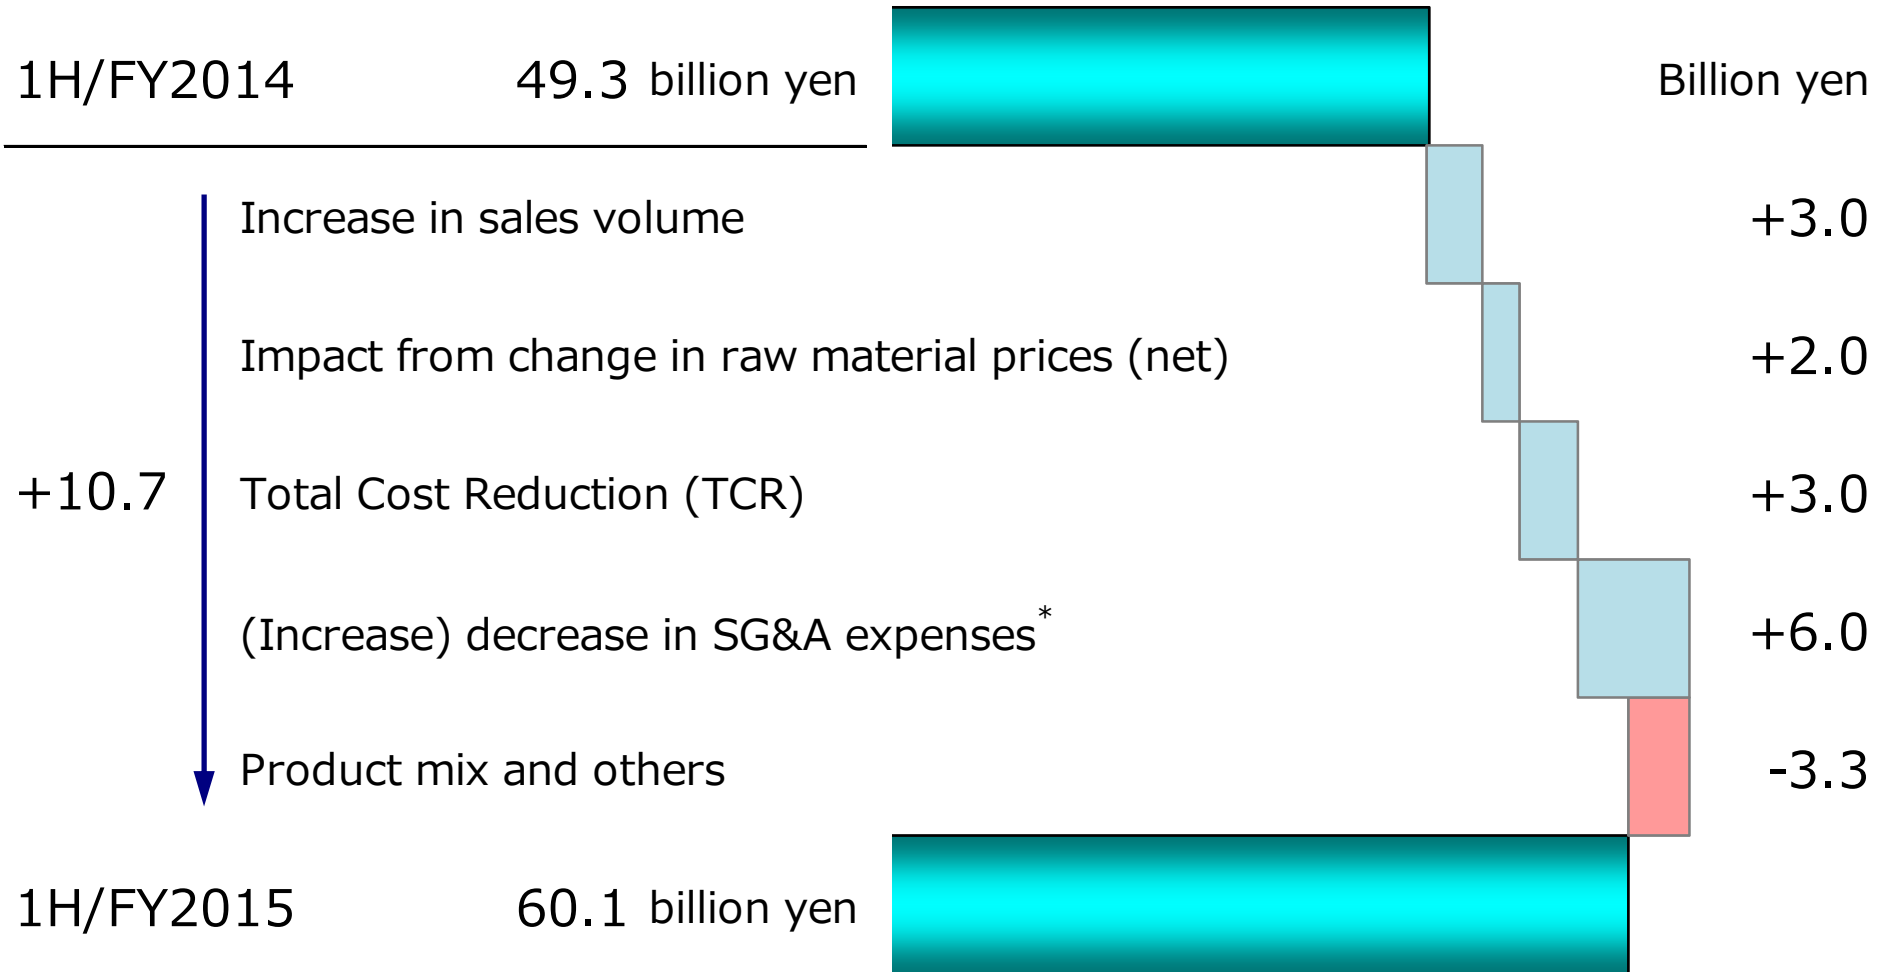 1H/FY2014 49.3 billion yen Billion yen
Increase in sales volume +3.0
Impact from change in raw material prices (net) +2.0
+10.7 Total Cost Reduction (TCR) +3.0
(Increase) decrease in SG&A expenses* +6.0
Product mix and others -3.3
1H/FY2015 60.1 billion yen